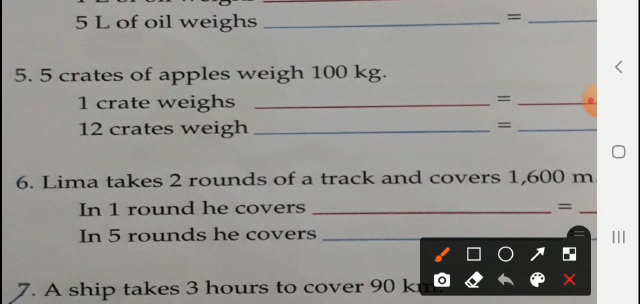 5 L of oil weighs =
5. 5 crates of apples weigh 100 kg.
1 crate weighs =
12 crates weigh =
6. Lima takes 2 rounds of a track and covers 1,600 m
In 1 round he covers =
In 5 rounds he covers =
7. A ship takes 3 hours to cover 90 km.